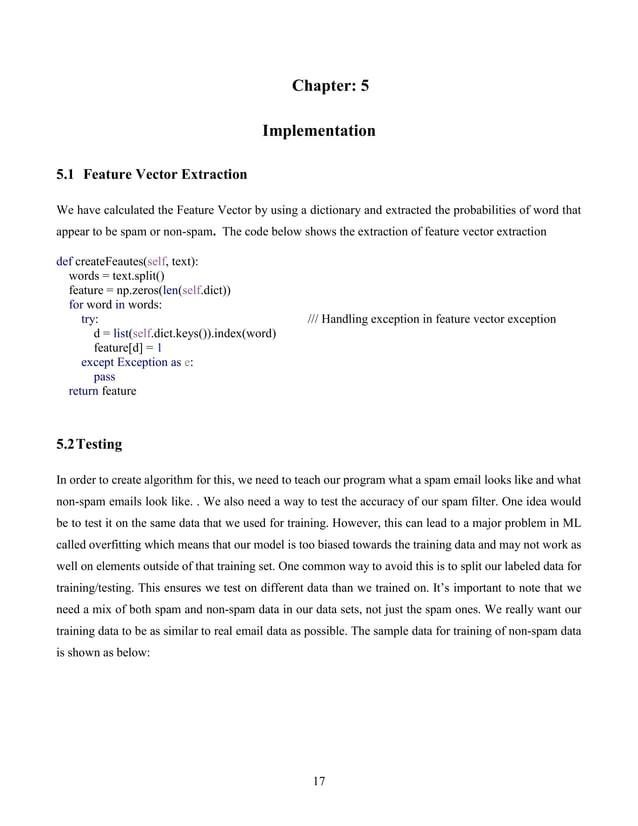 Chapter: 5
Implementation
5.1 Feature Vector Extraction
We have calculated the Feature Vector by using a dictionary and extracted the probabilities of word that
appear to be spam or non-spam. The code below shows the extraction of feature vector extraction
def createFeautes(self, text):
words = text.split()
feature = np.zeros(len(self.dict))
for word in words:
try: /// Handling exception in feature vector exception
d = list(self.dict.keys()).index(word)
feature[d] = 1
except Exception as e:
pass
return feature
5.2 Testing
In order to create algorithm for this, we need to teach our program what a spam email looks like and what
non-spam emails look like. . We also need a way to test the accuracy of our spam filter. One idea would
be to test it on the same data that we used for training. However, this can lead to a major problem in ML
called overfitting which means that our model is too biased towards the training data and may not work as
well on elements outside of that training set. One common way to avoid this is to split our labeled data for
training/testing. This ensures we test on different data than we trained on. It’s important to note that we
need a mix of both spam and non-spam data in our data sets, not just the spam ones. We really want our
training data to be as similar to real email data as possible. The sample data for training of non-spam data
is shown as below:
17